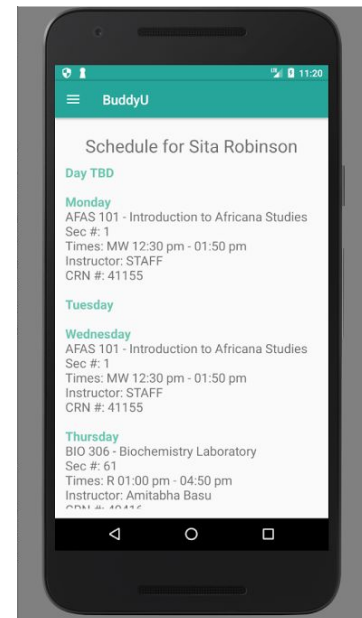 11:20
BuddyU
Schedule for Sita Robinson
Day TBD
Monday
AFAS 101 - Introduction to Africana Studies
Sec #: 1
Times: MW 12:30 pm - 01:50 pm
Instructor: STAFF
CRN #: 41155
Tuesday
Wednesday
AFAS 101 - Introduction to Africana Studies
Sec #: 1
Times: MW 12:30 pm - 01:50 pm
Instructor: STAFF
CRN #: 41155
Thursday
BIO 306 - Biochemistry Laboratory
Sec #: 61
Times: R 01:00 pm - 04:50 pm
Instructor: Amitabha Basu